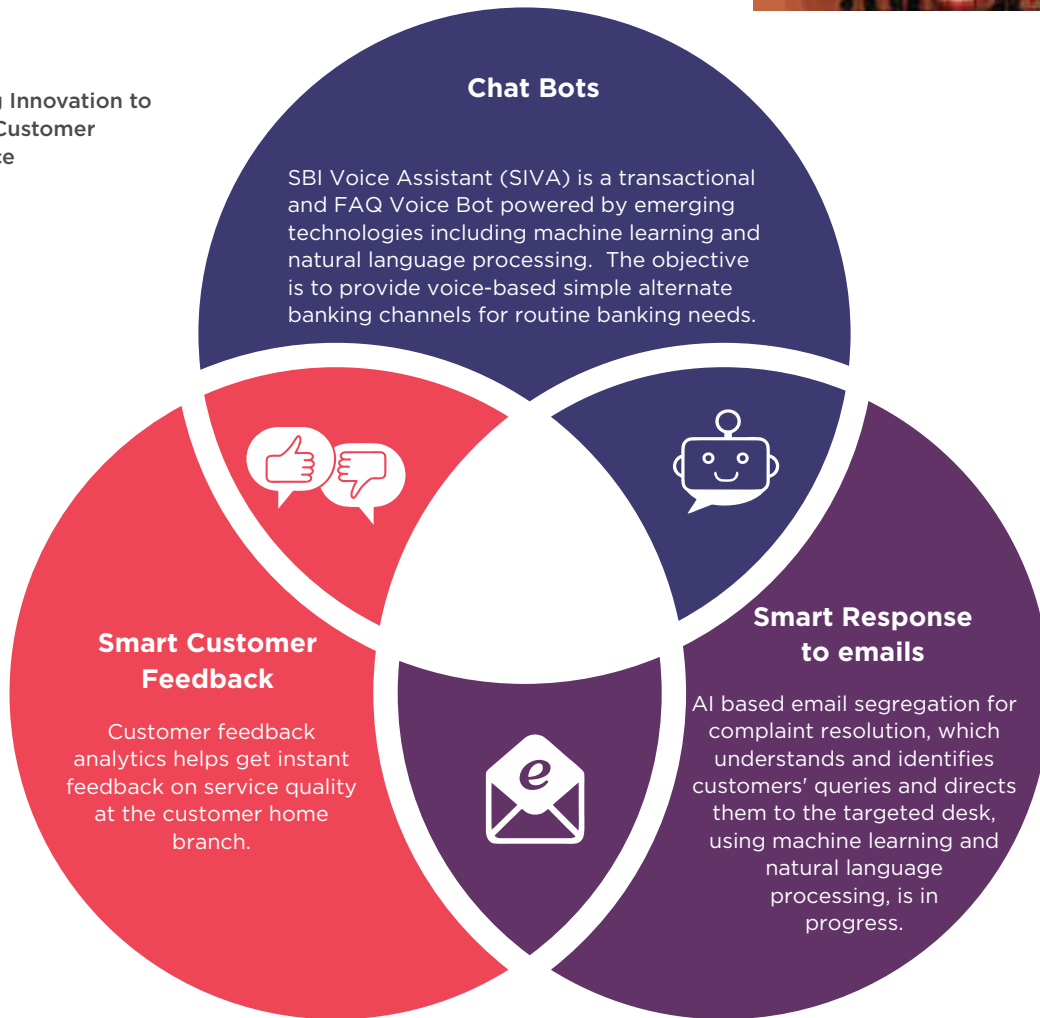 Innovation to
Customer
Chat Bots
SBI Voice Assistant (SIVA) is a transactional
and FAQ Voice Bot powered by emerging
technologies including machine learning and
natural language processing.  The objective
is to provide voice-based simple alternate
banking channels for routine banking needs.
Smart Customer
Feedback
Customer feedback
analytics helps get instant
feedback on service quality
at the customer home
branch.
e
Smart Response
to emails
AI based email segregation for
complaint resolution, which
understands and identifies
customers' queries and directs
them to the targeted desk,
using machine learning and
natural language
processing, is in
progress.